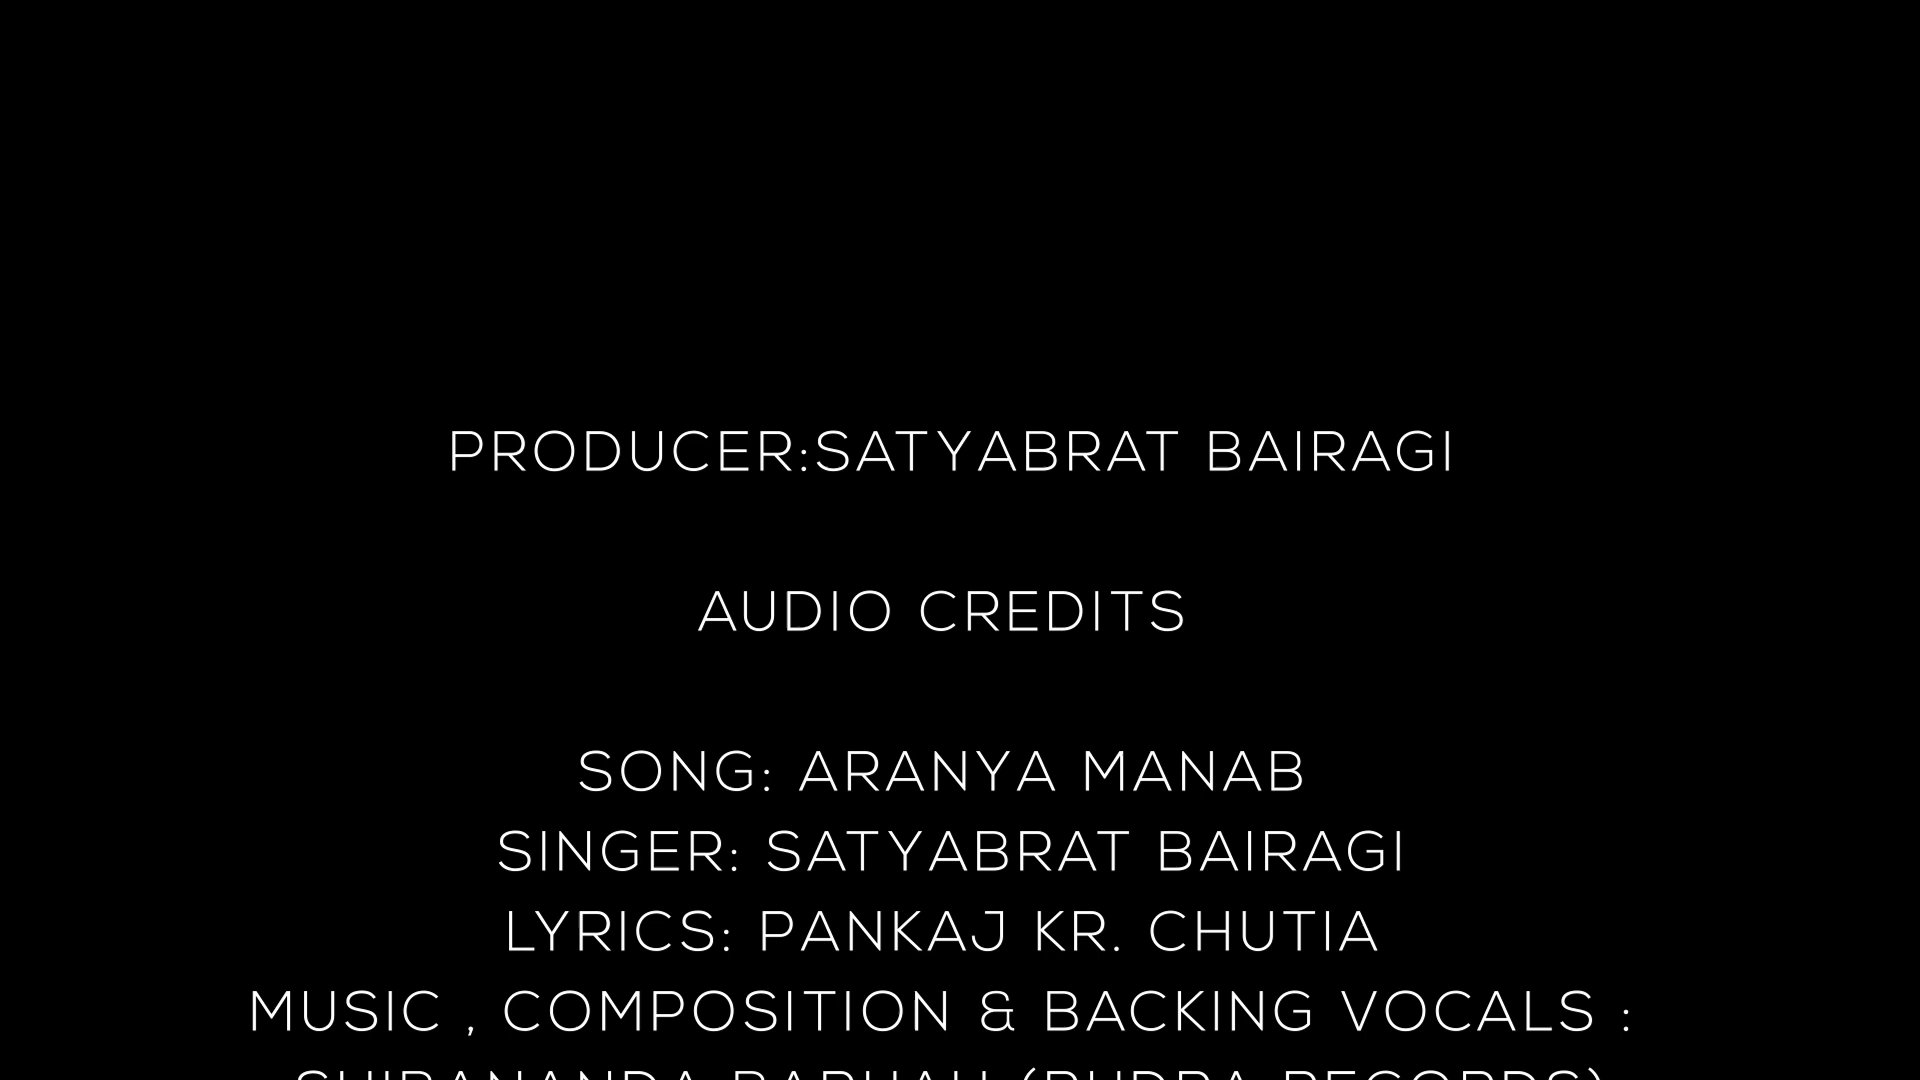 PRODUCER:SATYABRAT BAIRAGI
AUDIO CREDITS
SONG: ARANYA MANAB
SINGER: SATYABRAT BAIRAGI
LYRICS: PANKAJ KR. CHUTIA
MUSIC , COMPOSITION & BACKING VOCALS :